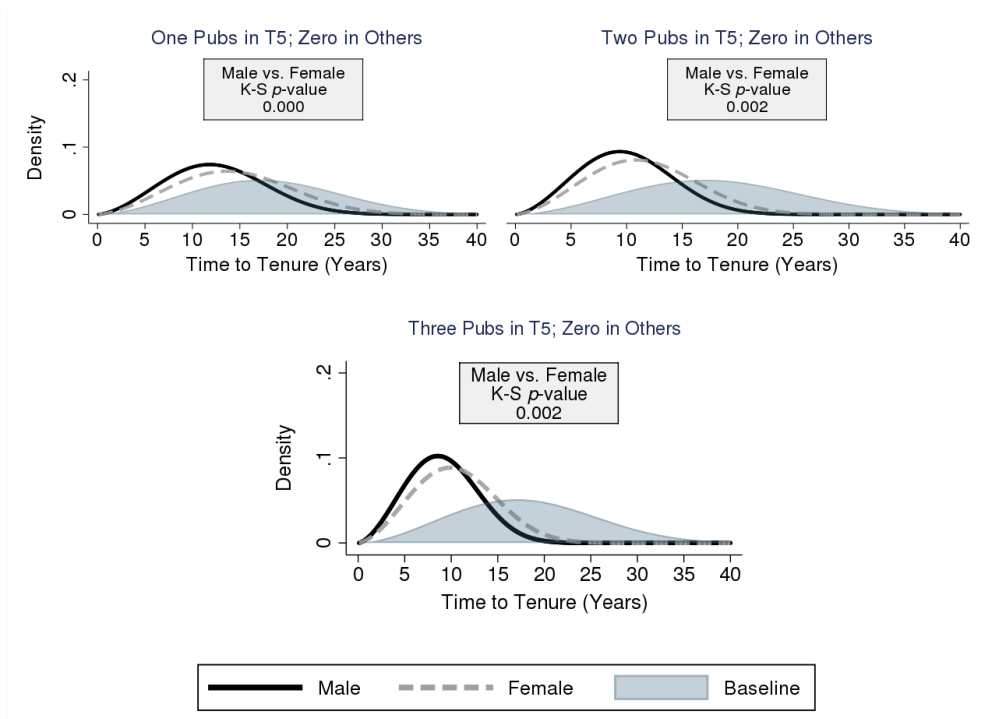 One Pubs in T5; Zero in Others
Male vs. Female
K-S p-value
0.000
Density
.2
.1
0
0 5 10 15 20 25 30 35 40
Time to Tenure (Years)
Two Pubs in T5; Zero in Others
Male vs. Female
K-S p-value
0.002
0 5 10 15 20 25 30 35 40
Time to Tenure (Years)
Three Pubs in T5; Zero in Others
Male vs. Female
K-S p-value
0.002
Density
.2
.1
0
0 5 10 15 20 25 30 35 40
Time to Tenure (Years)
Male Female Baseline